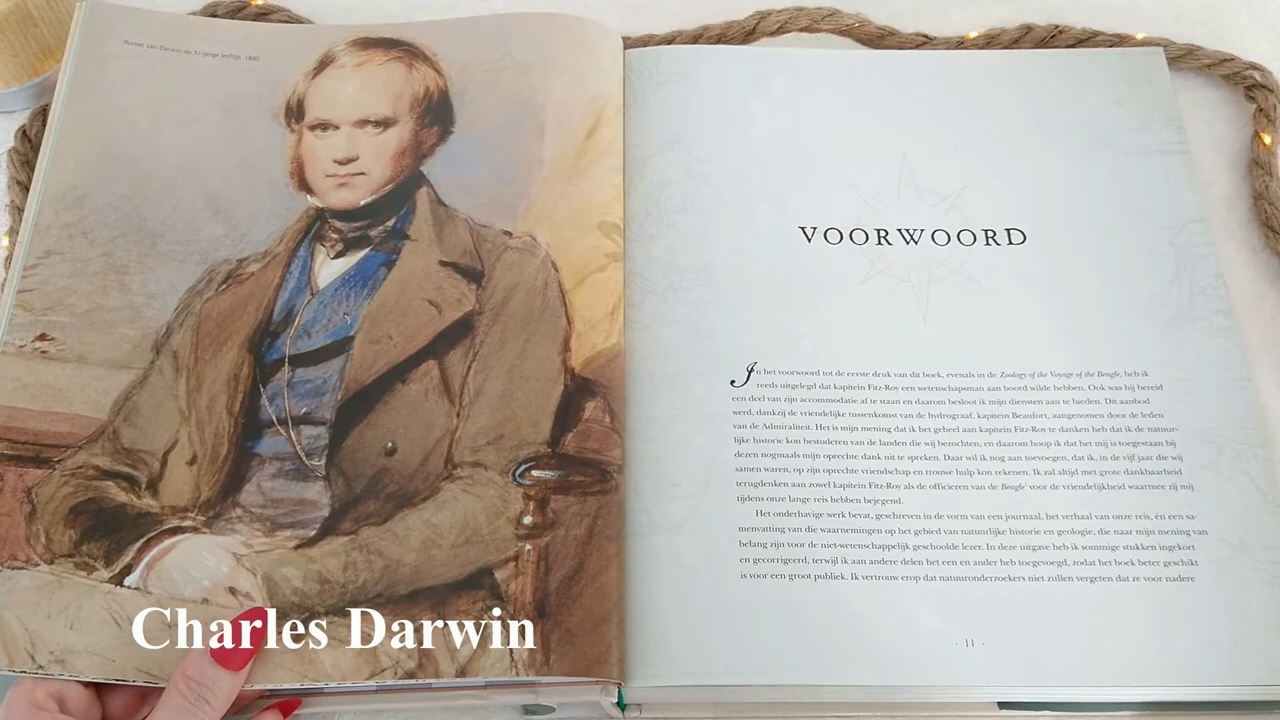 Portret van Darwin op 31-jarige leeftijd, 1840
Charles Darwin
VOORWOORD
In het voorwoord tot de eerste druk van dit boek, evenals in de Zoology of the Voyage of the Beagle, heb ik
reeds uitgelegd dat kapitein Fitz-Roy een wetenschapsman aan boord wilde hebben. Ook was hij bereid
een deel van zijn accommodatie af te staan en daarom besloot ik mijn diensten aan te bieden. Dit aanbod
werd, dankzij de vriendelijke tussenkomst van de hydrograaf, kapitein Beaufort, aangenomen door de leden
van de Admiraliteit. Het is mijn mening dat ik het geheel aan kapitein Fitz-Roy te danken heb dat ik de natuur-
lijke historie kon bestuderen van de landen die wij bezochten, en daarom hoop ik dat het mij is toegestaan bij
dezen nogmaals mijn oprechte dank uit te spreken. Daar wil ik nog aan toevoegen, dat ik, in de vijf jaar die wij
samen waren, op zijn oprechte vriendschap en trouwe hulp kon rekenen. Ik zal altijd met grote dankbaarheid
terugdenken aan zowel kapitein Fitz-Roy als de officieren van de Beagle¹ voor de vriendelijkheid waarmee zij mij
tijdens onze lange reis hebben bejegend.
Het onderhavige werk bevat, geschreven in de vorm van een journaal, het verhaal van onze reis, én een sa-
menvatting van die waarnemingen op het gebied van natuurlijke historie en geologie, die naar mijn mening van
belang zijn voor de niet-wetenschappelijk geschoolde lezer. In deze uitgave heb ik sommige stukken ingekort
en gecorrigeerd, terwijl ik aan andere delen het een en ander heb toegevoegd, zodat het boek beter geschikt
is voor een groot publiek. Ik vertrouw erop dat natuuronderzoekers niet zullen vergeten dat ze voor nadere
· 11 ·